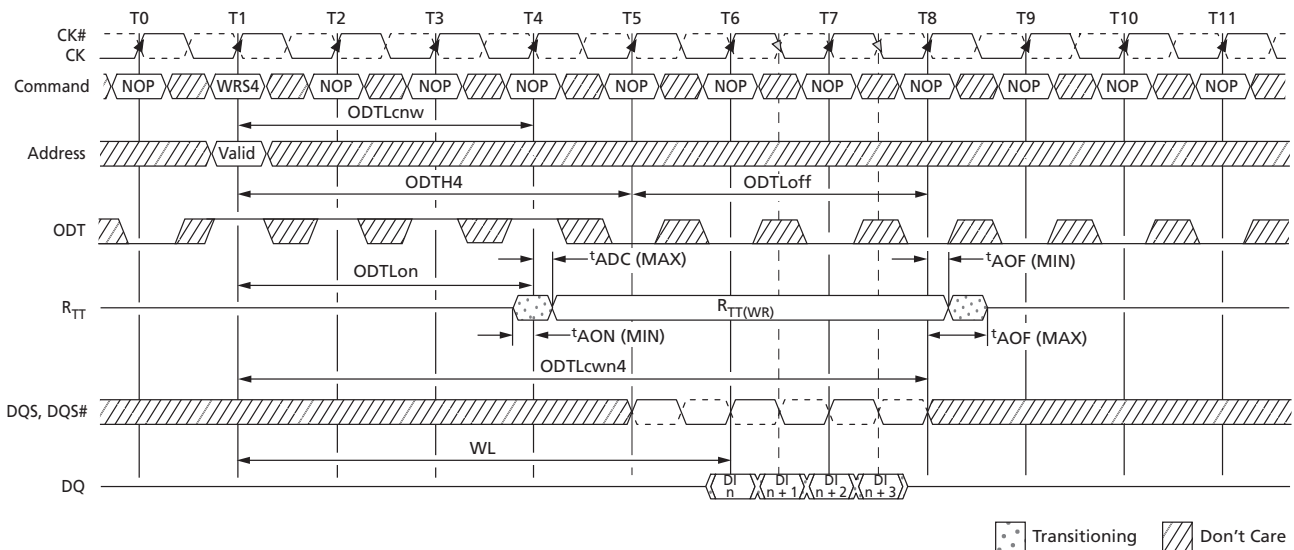 T0 T1 T2 T3 T4 T5 T6 T7 T8 T9 T10 T11
CK#
CK
Command NOP WRS4 NOP NOP NOP NOP NOP NOP NOP NOP NOP NOP
ODTLcnw
Address Valid
ODTH4 ODTLoff
ODT
tADC (MAX) tAOF (MIN)
ODTLon
RTT RTT(WR)
tAON (MIN) tAOF (MAX)
ODTLcwn4
DQS, DQS#
WL
DQ DI n DI n + 1 DI n + 2 DI n + 3
Transitioning Don't Care